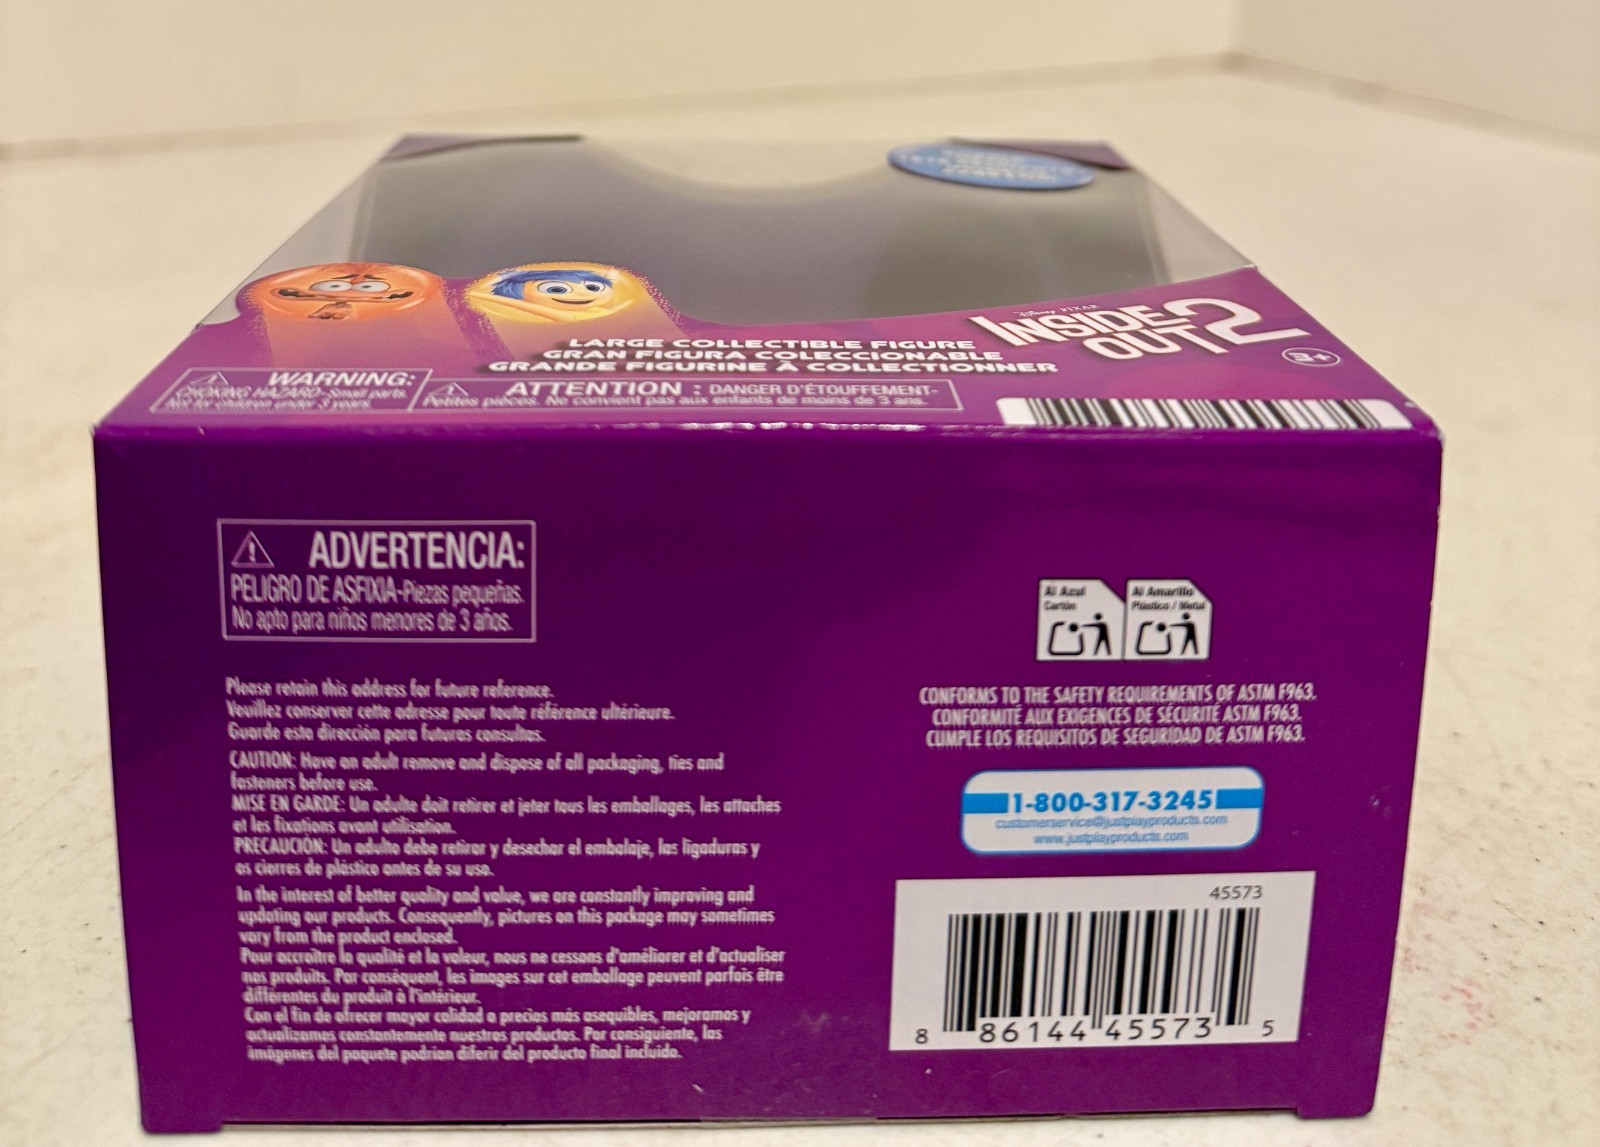 Disney PIXAR
INSIDE
OUT 2
3+
LARGE COLLECTIBLE FIGURE
GRAN FIGURA COLECCIONABLE
GRANDE FIGURINE À COLLECTIONNER
WARNING:
CHOKING HAZARD-Small parts.
Not for children under 3 years.
ATTENTION : DANGER D'ÉTOUFFEMENT-
Petites pièces. Ne convient pas aux enfants de moins de 3 ans.
ADVERTENCIA:
PELIGRO DE ASFIXIA-Piezas pequeñas.
No apto para niños menores de 3 años.
Please retain this address for future reference.
Veuillez conserver cette adresse pour toute référence ultérieure.
Guarde esta dirección para futuras consultas.
CAUTION: Have an adult remove and dispose of all packaging, ties and
fasteners before use.
MISE EN GARDE: Un adulte doit retirer et jeter tous les emballages, les attaches
et les fixations avant utilisation.
PRECAUCIÓN: Un adulto debe retirar y desechar el embalaje, las ligaduras y
os cierres de plástico antes de su uso.
In the interest of better quality and value, we are constantly improving and
updating our products. Consequently, pictures on this package may sometimes
vary from the product enclosed.
Pour accroître la qualité et la valeur, nous ne cessons d'améliorer et d'actualiser
nos produits. Par conséquent, les images sur cet emballage peuvent parfois être
différentes du produit à l'intérieur.
Con el fin de ofrecer mayor calidad a precios más asequibles, mejoramos y
actualizamos constantemente nuestros productos. Por consiguiente, las
imágenes del paquete podrían diferir del producto final incluido.
Al Azul
Cartón
Al Amarillo
Plástico / Metal
CONFORMS TO THE SAFETY REQUIREMENTS OF ASTM F963.
CONFORMITÉ AUX EXIGENCES DE SÉCURITÉ ASTM F963.
CUMPLE LOS REQUISITOS DE SEGURIDAD DE ASTM F963.
1-800-317-3245
customerservice@justplayproducts.com
www.justplayproducts.com
45573
8 86144 45573 5